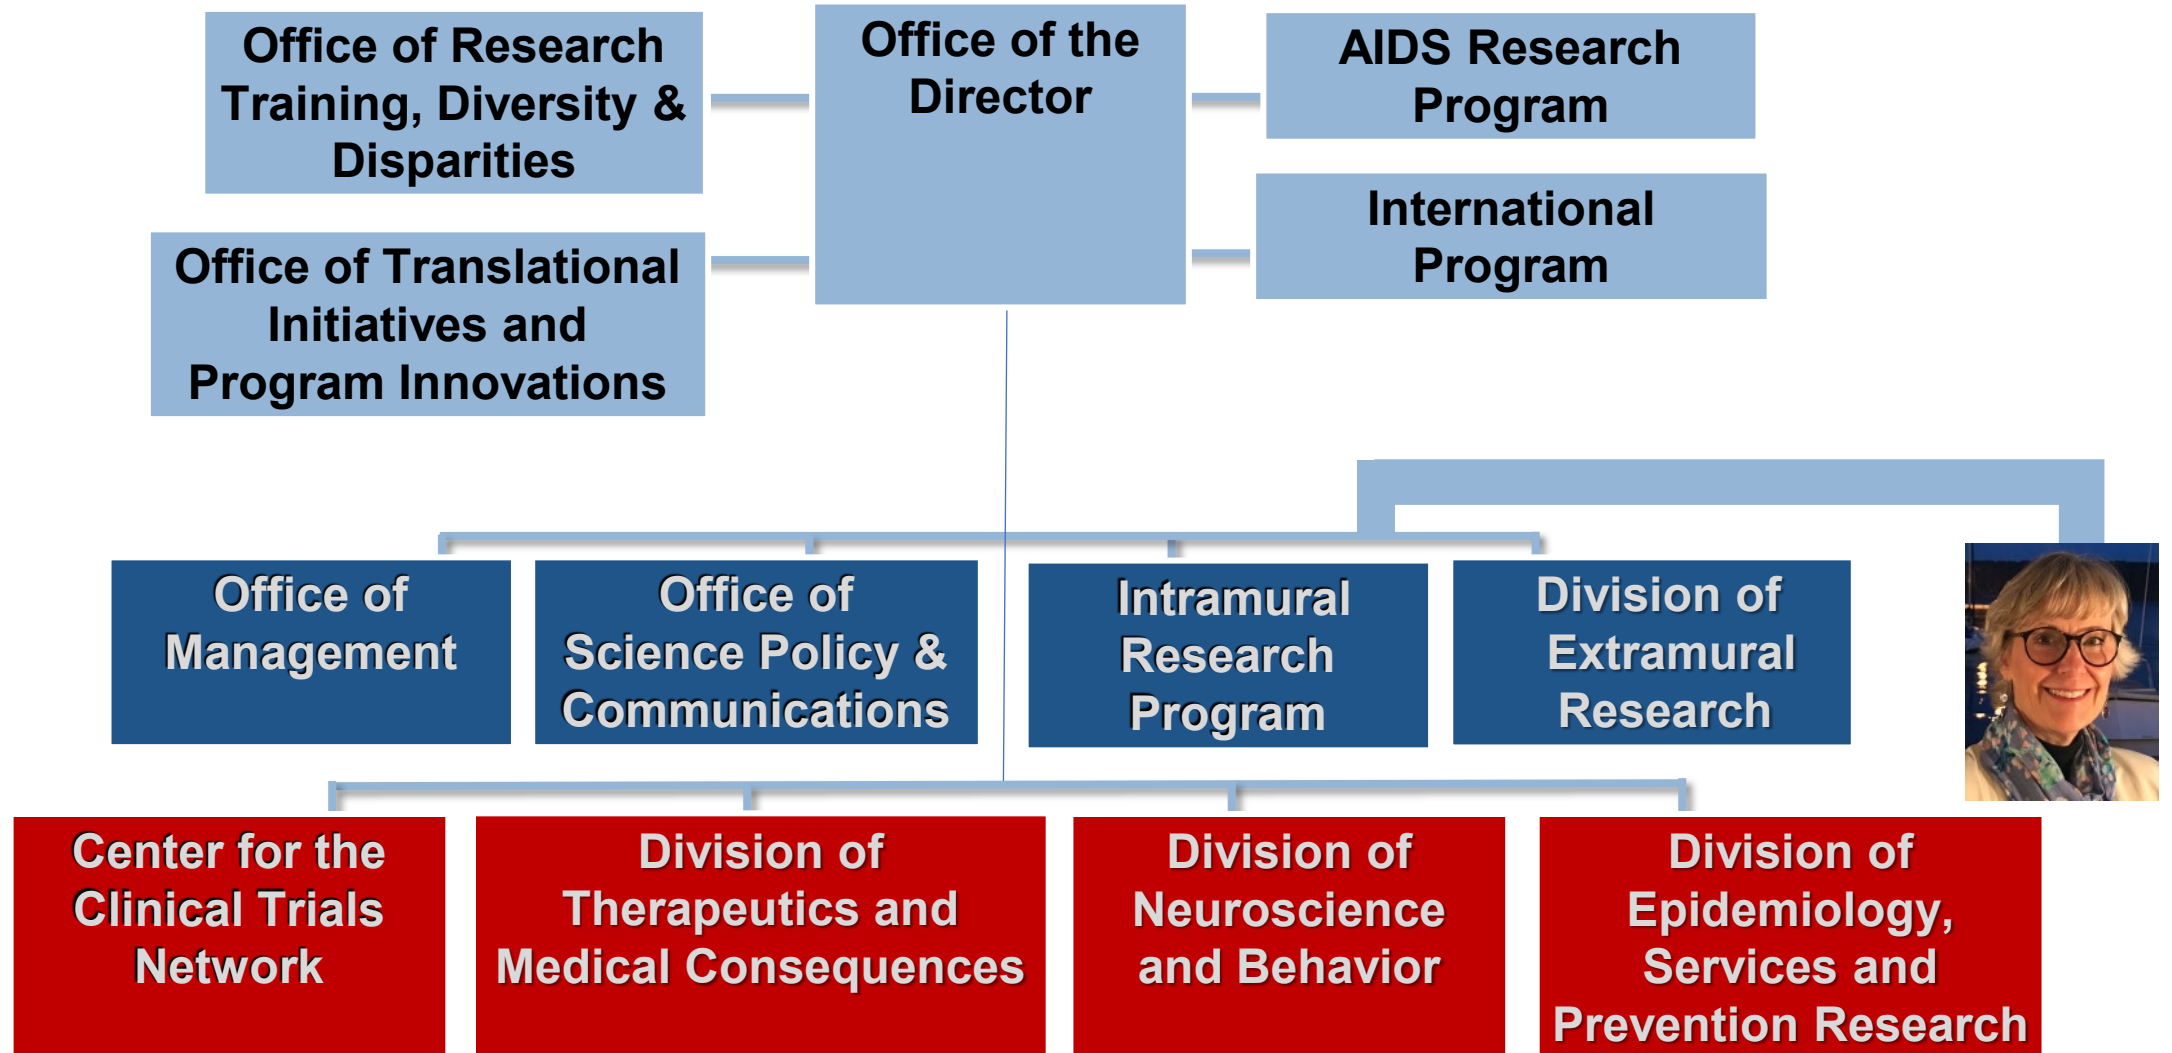 Office of Research
Training, Diversity &
Disparities
Office of the
Director
AIDS Research
Program
International
Program
Office of Translational
Initiatives and
Program Innovations
Office of
Management
Office of
Science Policy &
Communications
Intramural
Research
Program
Division of
Extramural
Research
Center for the
Clinical Trials
Network
Division of
Therapeutics and
Medical Consequences
Division of
Neuroscience
and Behavior
Division of
Epidemiology,
Services and
Prevention Research